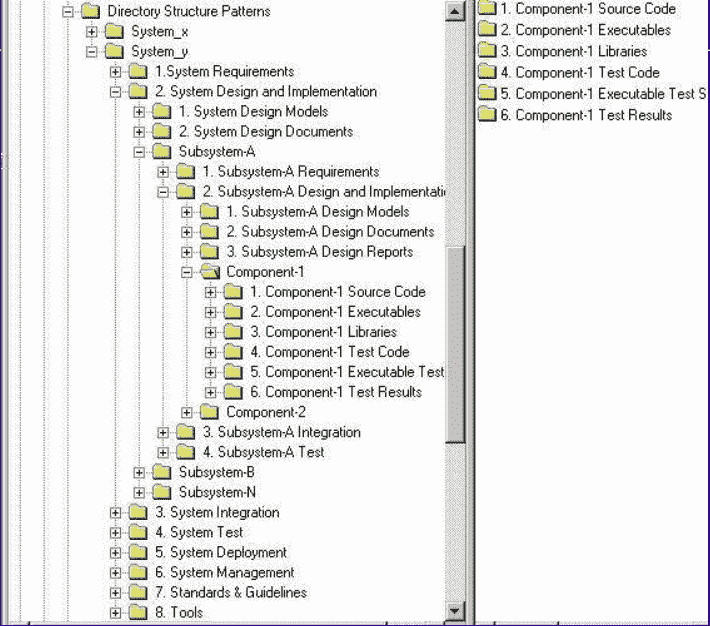 Directory Structure Patterns
System_x
System_y
1.System Requirements
2. System Design and Implementation
1. System Design Models
2. System Design Documents
Subsystem-A
1. Subsystem-A Requirements
2. Subsystem-A Design and Implementati
1. Subsystem-A Design Models
2. Subsystem-A Design Documents
3. Subsystem-A Design Reports
Component-1
1. Component-1 Source Code
2. Component-1 Executables
3. Component-1 Libraries
4. Component-1 Test Code
5. Component-1 Executable Test
6. Component-1 Test Results
Component-2
3. Subsystem-A Integration
4. Subsystem-A Test
Subsystem-B
Subsystem-N
3. System Integration
4. System Test
5. System Deployment
6. System Management
7. Standards & Guidelines
8. Tools
1. Component-1 Source Code
2. Component-1 Executables
3. Component-1 Libraries
4. Component-1 Test Code
5. Component-1 Executable Test S
6. Component-1 Test Results